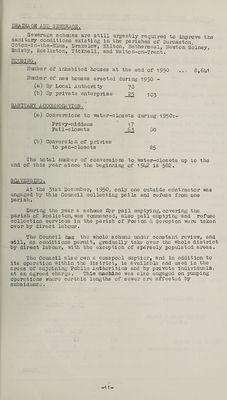 DRAINAGE AND SEWERAGE.
Sewerage schemes are still urgently required to improve the
sanitary conditions existing in the parishes of Burnaston,
Coton-in-the-Elms, Etwall, Hilton, Netherseal, Newton Solney,
Rosliston, Ticknall, and Walton-on-Trent.
HOUSING.
Number of inhabited houses at the end of 1950 ... 8,641
Number of new houses erected during 1950 -
(a) By Local Authority 78
(b) By private enterprise 25 103
SANITARY ACCOMMODATION.
(a) Conversions to water-closets during 1950:-
Privy-middens 17
Pail-closets 63 80
(b) Conversion of privies
to pan-closets 25
The total number of conversions to water-closets up to the
end of this year since the beginning of 1942 is 582.
SCAVENGING.
At the 31st December, 1950, only one outside contractor was
engaged by this Council collecting pails and refuse from one
parish.
During the year a scheme for pail emptying, covering the
parish of Rosliston, was commenced, also pail emptying and refuse
collection services in the parish of Foston & Scropton were taken
over by direct labour.
The Council has the whole scheme under constant review, and
will, as conditions permit, gradually take over the whole district
by direct labour, with the exception of sparsely populated areas.
The Council also own a cesspool emptier, and in addition to
its operation within the district, is available and used in the
areas of adjoining Public Authorities and by private individuals,
at an agreed charge. This machine was also engaged on pumping
operations where certain lengths of sewer are affected by
subsidence.
-11-